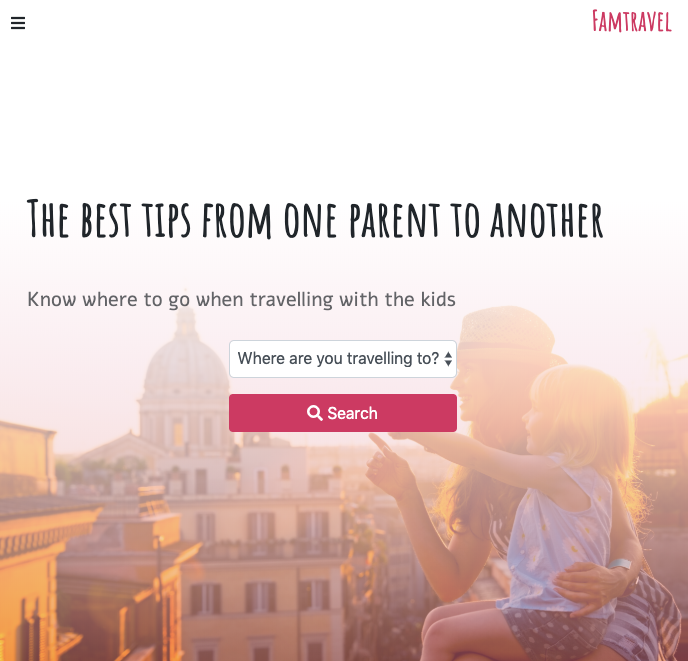 Famtravel
The best tips from one parent to another
Know where to go when travelling with the kids
Where are you travelling to?
Search